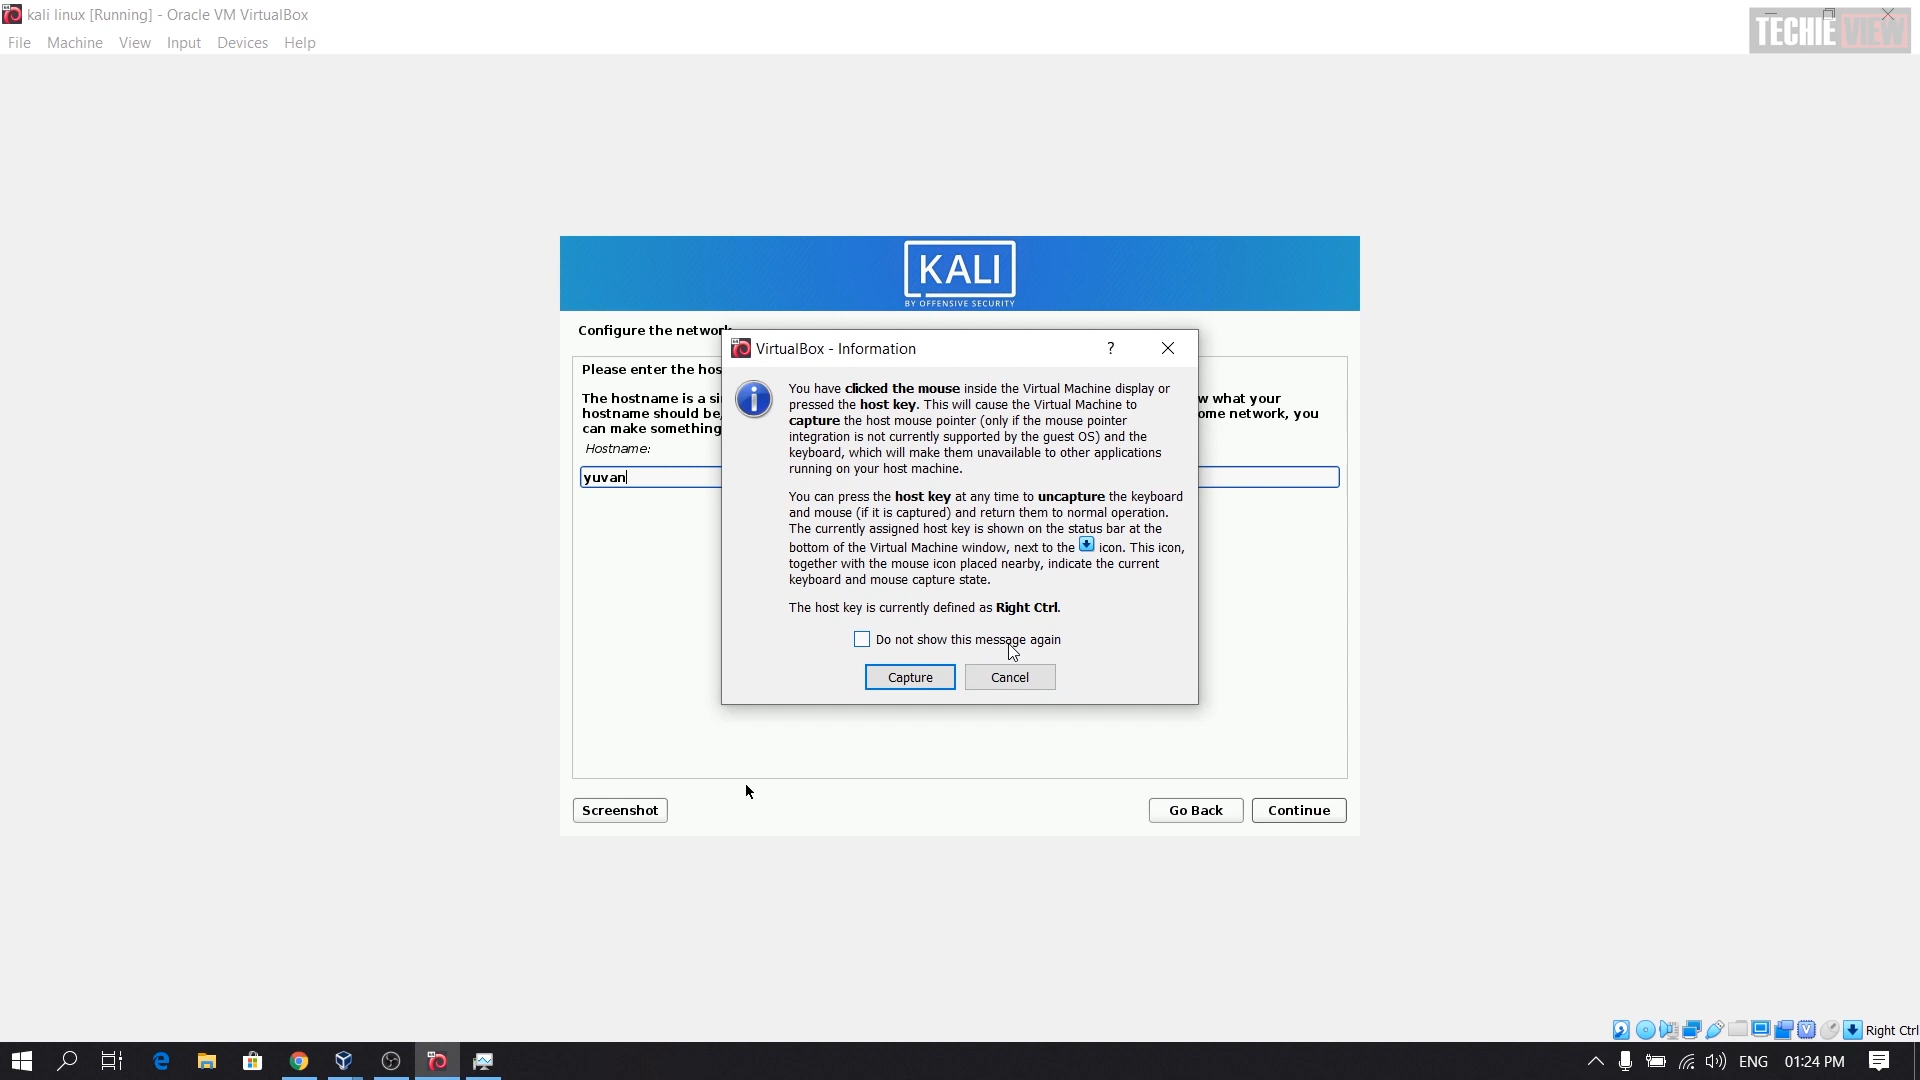 kali linux [Running] - Oracle VM VirtualBox
TECHIE VIEW
File Machine View Input Devices Help
KALI
BY OFFENSIVE SECURITY
Configure the network
VirtualBox - Information
?
Please enter the hos
You have clicked the mouse inside the Virtual Machine display or
pressed the host key. This will cause the Virtual Machine to
capture the host mouse pointer (only if the mouse pointer
integration is not currently supported by the guest OS) and the
keyboard, which will make them unavailable to other applications
running on your host machine.
The hostname is a si
w what your
hostname should be,
ome network, you
can make something
Hostname:
yuvan
You can press the host key at any time to uncapture the keyboard
and mouse (if it is captured) and return them to normal operation.
The currently assigned host key is shown on the status bar at the
bottom of the Virtual Machine window, next to the icon. This icon,
together with the mouse icon placed nearby, indicate the current
keyboard and mouse capture state.
The host key is currently defined as Right Ctrl.
Do not show this message again
Capture Cancel
Screenshot Go Back Continue
Right Ctrl
ENG 01:24 PM